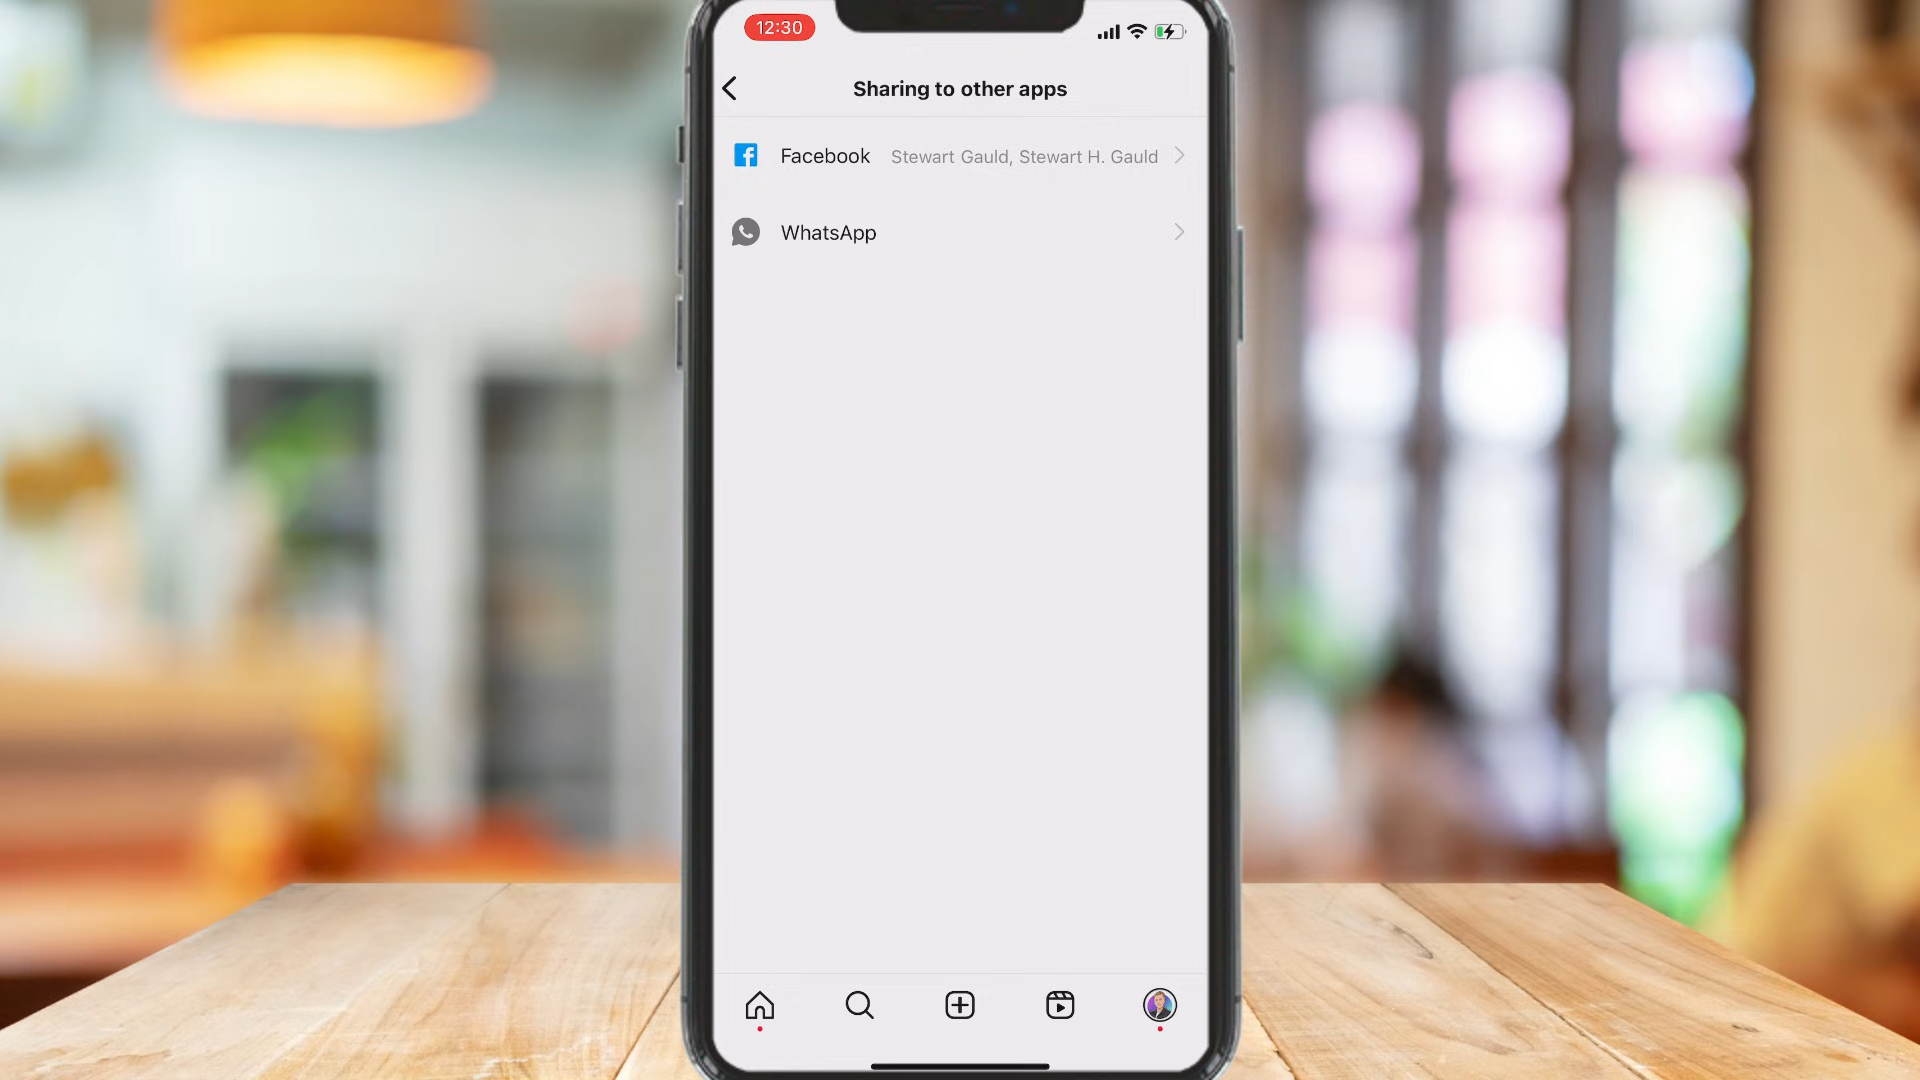 12:30
Sharing to other apps
Facebook Stewart Gauld, Stewart H. Gauld
WhatsApp